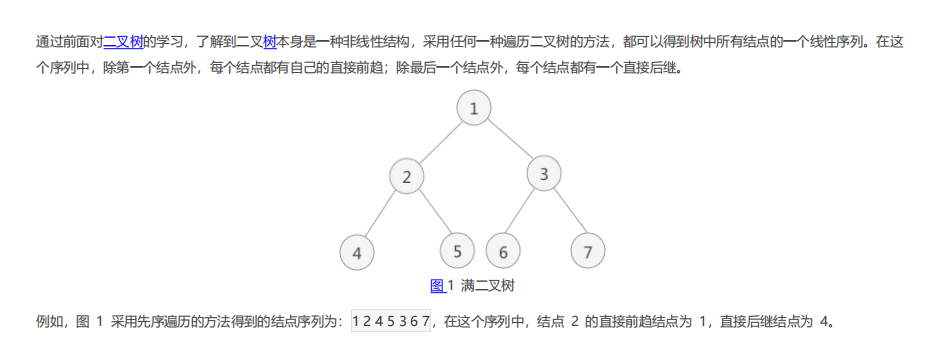 通过前面对二叉树的学习，了解到二叉树本身是一种非线性结构，采用任何一种遍历二叉树的方法，都可以得到树中所有结点的一个线性序列。在这
个序列中，除第一个结点外，每个结点都有自己的直接前趋；除最后一个结点外，每个结点都有一个直接后继。
1
2 3
4 5 6 7
图 1 满二叉树
例如，图 1 采用先序遍历的方法得到的结点序列为：1 2 4 5 3 6 7，在这个序列中，结点 2 的直接前趋结点为 1，直接后继结点为 4。